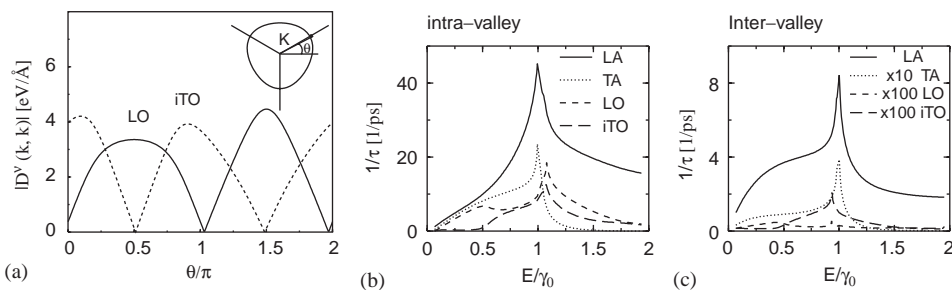 |Dᵛ (k, k)| [eV/Å]
6
4
2
0
0
0.5
1
1.5
2
θ/π
LO
iTO
K
θ
(a)
intra–valley
1/τ [1/ps]
40
20
0
0
0.5
1
1.5
2
E/γ₀
LA
TA
LO
iTO
(b)
Inter–valley
1/τ [1/ps]
12
8
4
0
0
0.5
1
1.5
2
E/γ₀
LA
x10 TA
x100 LO
x100 iTO
(c)